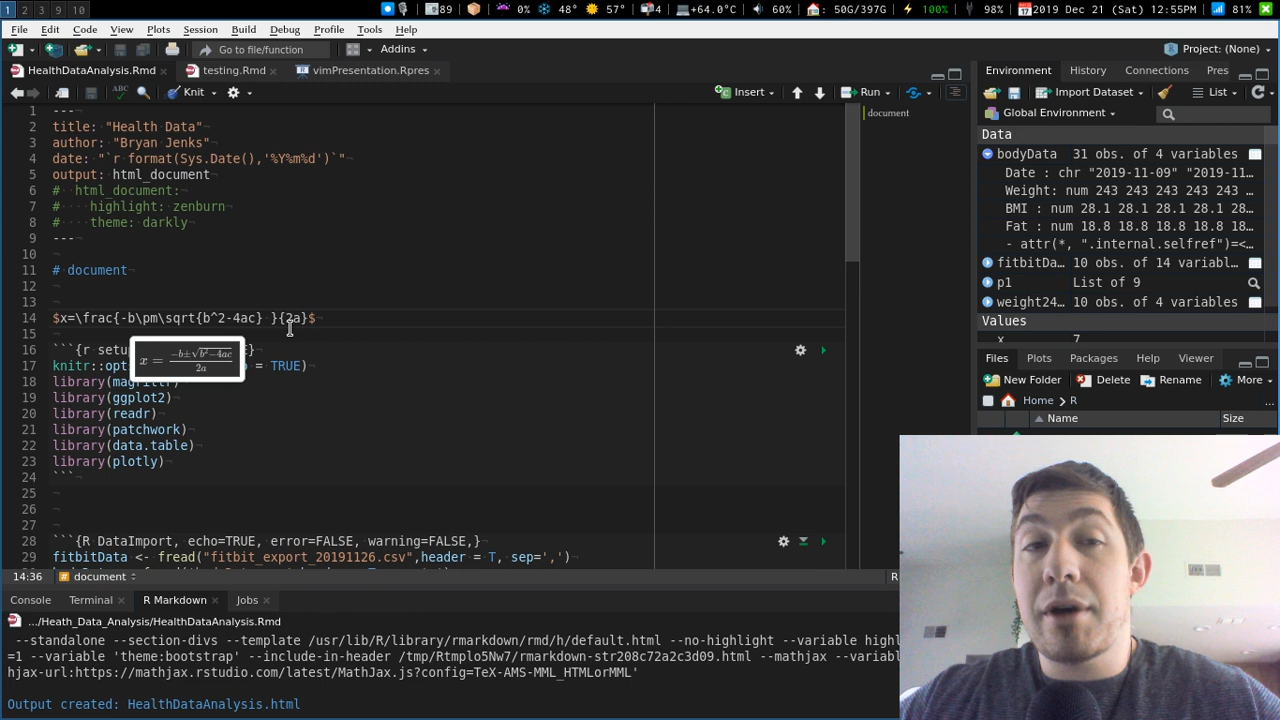 1 2 3 9 10 89 0% 48° 57° 4 +64.0°C 60% 50G/397G 100% 98% 2019 Dec 21 (Sat) 12:55PM 81%
File Edit Code View Plots Session Build Debug Profile Tools Help
Go to file/function Addins Project: (None)
HealthDataAnalysis.Rmd × testing.Rmd × vimPresentation.Rpres ×
Knit Insert Run
1 ---
2 title: "Health Data"
3 author: "Bryan Jenks"
4 date: "`r format(Sys.Date(),'%Y%m%d')`"
5 output: html_document
6 # html_document:
7 # highlight: zenburn
8 # theme: darkly
9 ---
10
11 # document
12
13
14 $x=\frac{-b\pm\sqrt{b^2-4ac} }{2a}$
15
16 ```{r setu
x = −b±√b²−4ac / 2a
17 knitr::opt = TRUE)
18 library(magrittr)
19 library(ggplot2)
20 library(readr)
21 library(patchwork)
22 library(data.table)
23 library(plotly)
24 ```
25
26
27
28 ```{R DataImport, echo=TRUE, error=FALSE, warning=FALSE,}
29 fitbitData <- fread("fitbit_export_20191126.csv",header = T, sep=',')
14:36 # document R
document
Console Terminal × R Markdown × Jobs ×
.../Heath_Data_Analysis/HealthDataAnalysis.Rmd
--standalone --section-divs --template /usr/lib/R/library/rmarkdown/rmd/h/default.html --no-highlight --variable highl
=1 --variable 'theme:bootstrap' --include-in-header /tmp/Rtmplo5Nw7/rmarkdown-str208c72a2c3d09.html --mathjax --variab
hjax-url:https://mathjax.rstudio.com/latest/MathJax.js?config=TeX-AMS-MML_HTMLorMML'
Output created: HealthDataAnalysis.html
Environment History Connections Pres
Import Dataset List
Global Environment
Data
bodyData 31 obs. of 4 variables
Date : chr "2019-11-09" "2019-11…
Weight: num 243 243 243 243 243 …
BMI : num 28.1 28.1 28.1 28.1 28…
Fat : num 18.8 18.8 18.8 18.8 18…
- attr(*, ".internal.selfref")=<…
fitbitDa… 10 obs. of 14 variabl…
p1 List of 9
weight24… 10 obs. of 4 variables
Values
x 7
Files Plots Packages Help Viewer
New Folder Delete Rename More
Home R ...
Name Size